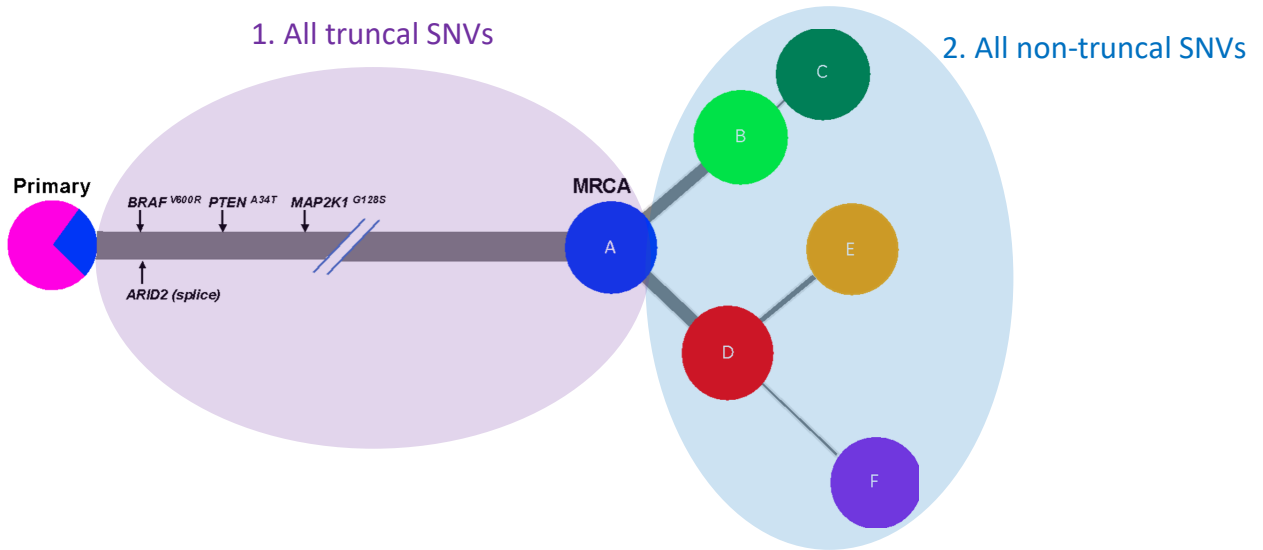 1. All truncal SNVs
2. All non-truncal SNVs
C
B
Primary
MRCA
BRAF V600R PTEN A34T MAP2K1 G128S
A
E
ARID2 (splice)
D
F